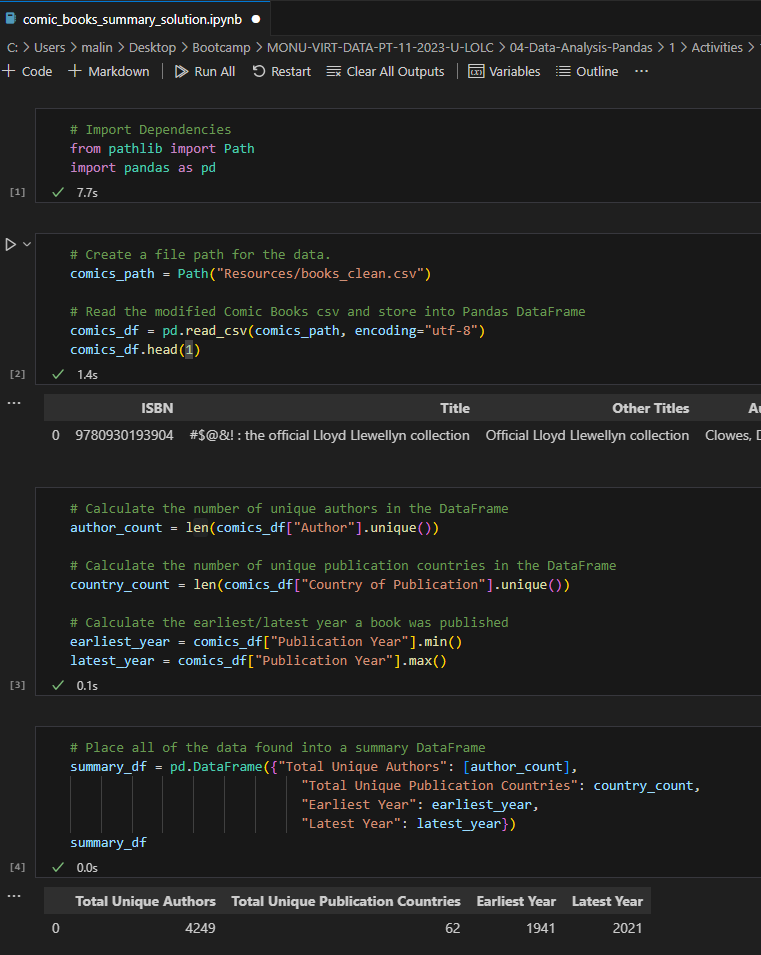 comic_books_summary_solution.ipynb
C: > Users > malin > Desktop > Bootcamp > MONU-VIRT-DATA-PT-11-2023-U-LOLC > 04-Data-Analysis-Pandas > 1 > Activities >
+ Code + Markdown Run All Restart Clear All Outputs Variables Outline ...
# Import Dependencies
from pathlib import Path
import pandas as pd
[1] 7.7s
# Create a file path for the data.
comics_path = Path("Resources/books_clean.csv")
# Read the modified Comic Books csv and store into Pandas DataFrame
comics_df = pd.read_csv(comics_path, encoding="utf-8")
comics_df.head(1)
[2] 1.4s
...
ISBN Title Other Titles
0 9780930193904 #$@&! : the official Lloyd Llewellyn collection Official Lloyd Llewellyn collection Clowes,
# Calculate the number of unique authors in the DataFrame
author_count = len(comics_df["Author"].unique())
# Calculate the number of unique publication countries in the DataFrame
country_count = len(comics_df["Country of Publication"].unique())
# Calculate the earliest/latest year a book was published
earliest_year = comics_df["Publication Year"].min()
latest_year = comics_df["Publication Year"].max()
[3] 0.1s
# Place all of the data found into a summary DataFrame
summary_df = pd.DataFrame({"Total Unique Authors": [author_count],
"Total Unique Publication Countries": country_count,
"Earliest Year": earliest_year,
"Latest Year": latest_year})
summary_df
[4] 0.0s
...
Total Unique Authors Total Unique Publication Countries Earliest Year Latest Year
0 4249 62 1941 2021